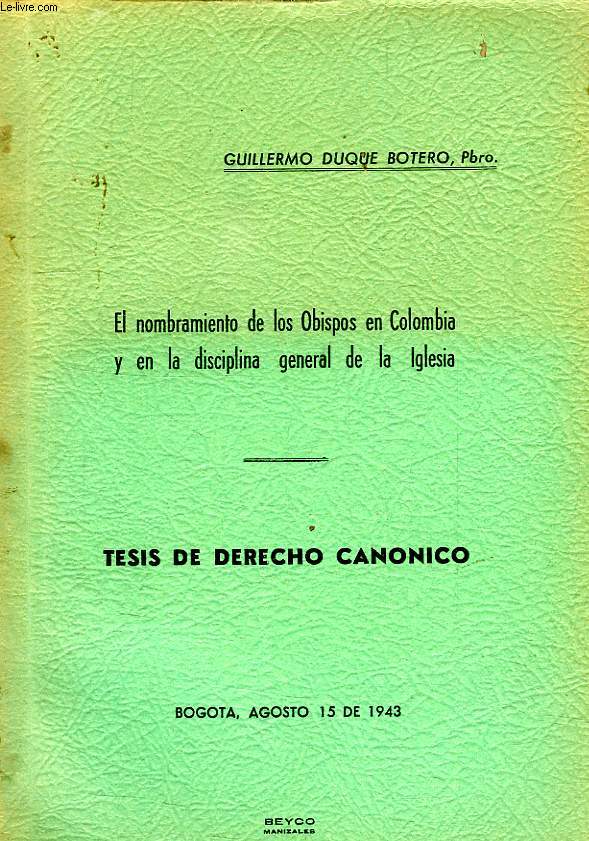 Le-livre.com
GUILLERMO DUQUE BOTERO, Pbro.
El nombramiento de los Obispos en Colombia
y en la disciplina general de la Iglesia
TESIS DE DERECHO CANONICO
BOGOTA, AGOSTO 15 DE 1943
BEYCO
MANIZALES